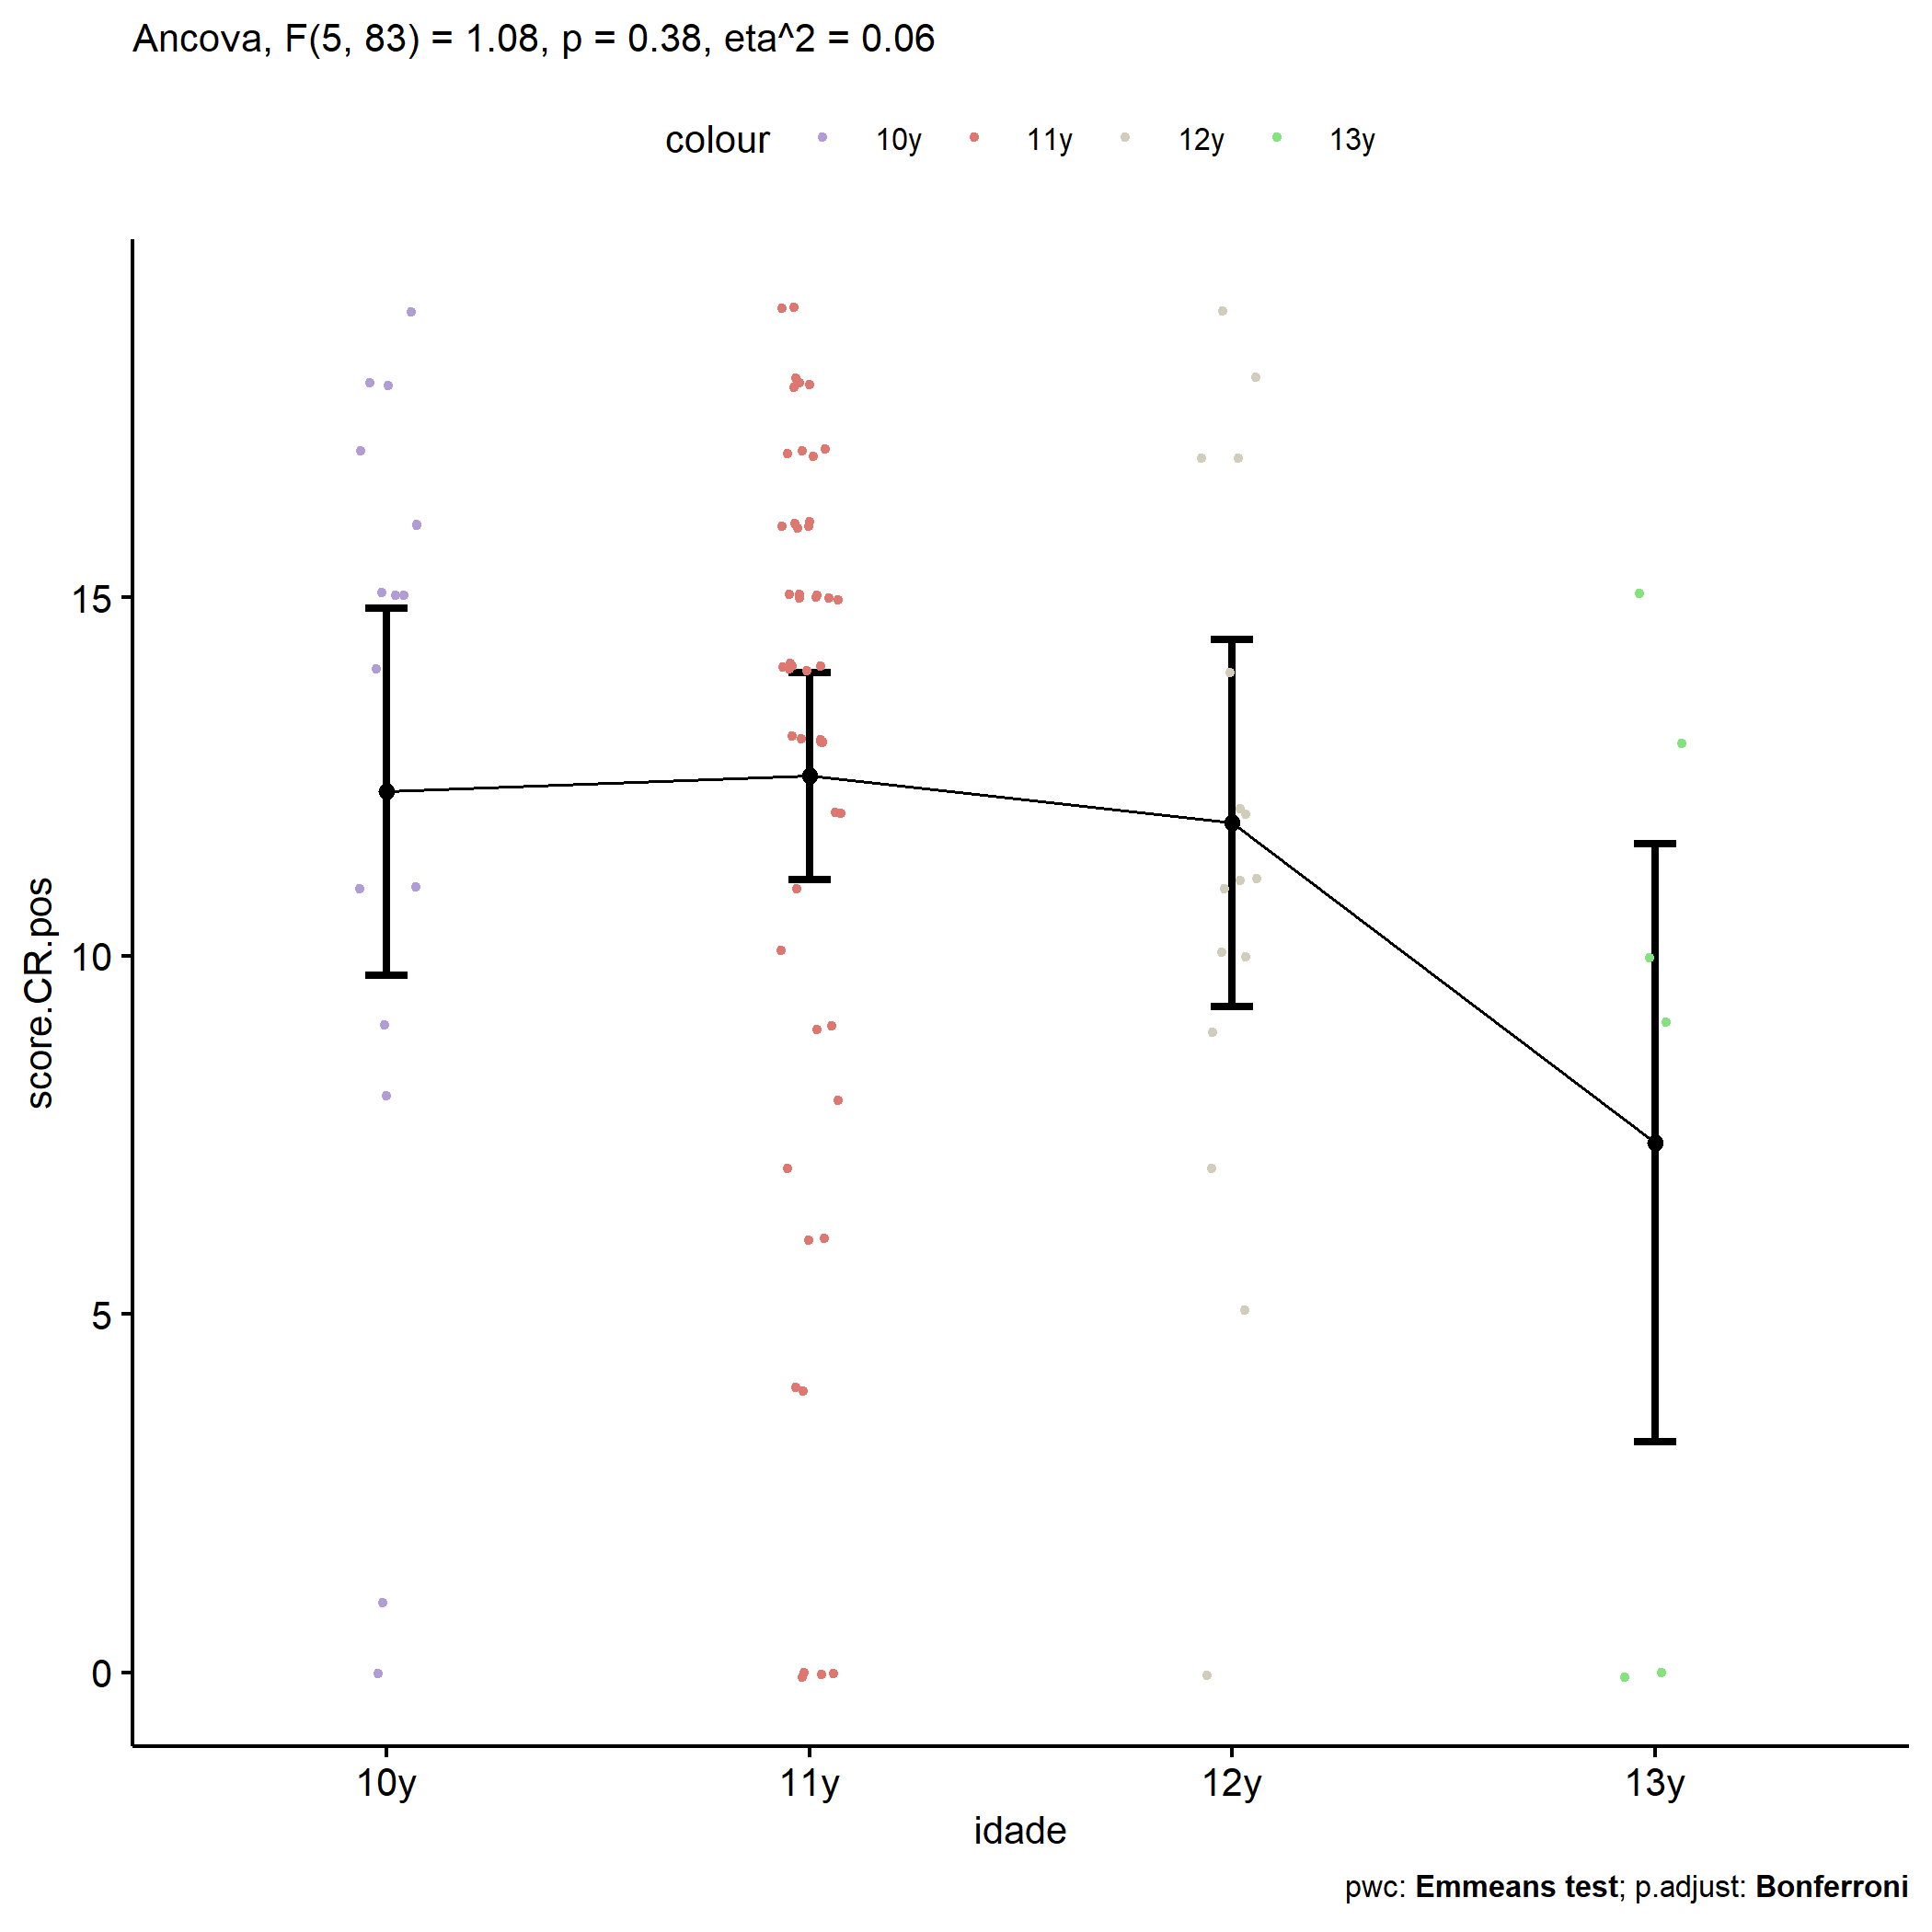 Ancova, F(5, 83) = 1.08, p = 0.38, eta^2 = 0.06
colour 10y 11y 12y 13y
score.CR.pos
15
10
5
0
10y 11y 12y 13y
idade
pwc: Emmeans test; p.adjust: Bonferroni